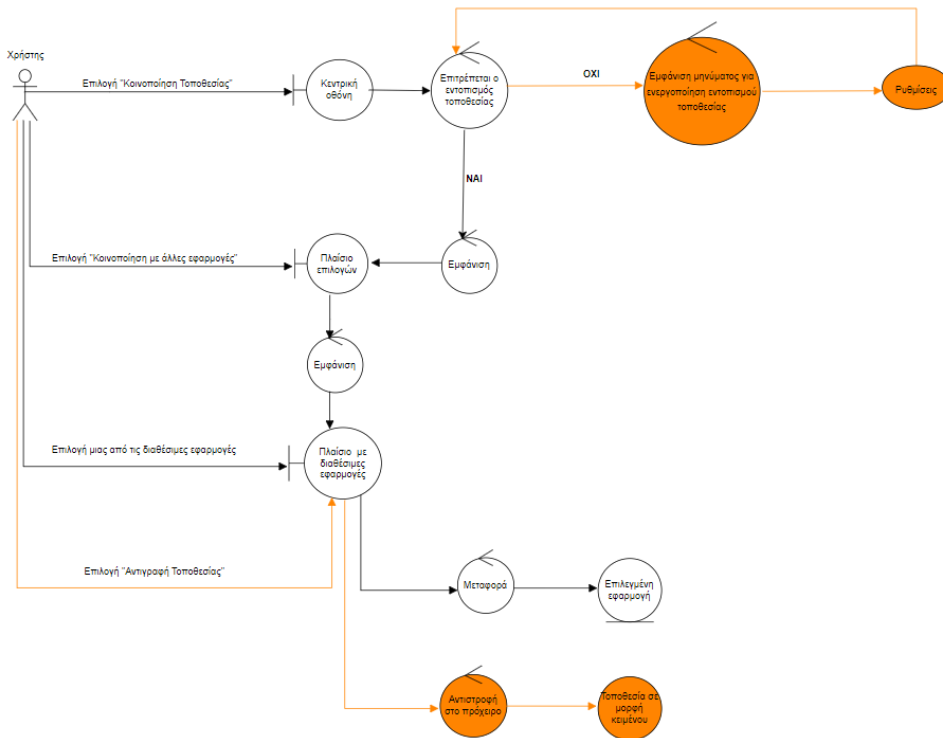 Χρήστης
Επιλογή "Κοινοποίηση Τοποθεσίας"
Κεντρική
οθόνη
Επιτρέπεται ο
εντοπισμός
τοποθεσίας
ΟΧΙ
Εμφάνιση μηνύματος για
ενεργοποίηση εντοπισμού
τοποθεσίας
Ρυθμίσεις
ΝΑΙ
Επιλογή "Κοινοποίηση με άλλες εφαρμογές"
Πλαίσιο
επιλογών
Εμφάνιση
Εμφάνιση
Επιλογή μιας από τις διαθέσιμες εφαρμογές
Πλαίσιο με
διαθέσιμες
εφαρμογές
Επιλογή "Αντιγραφή Τοποθεσίας"
Μεταφορά
Επιλεγμένη
εφαρμογή
Αντιστροφή
στο πρόχειρο
Τοποθεσία σε
μορφή
κειμένου